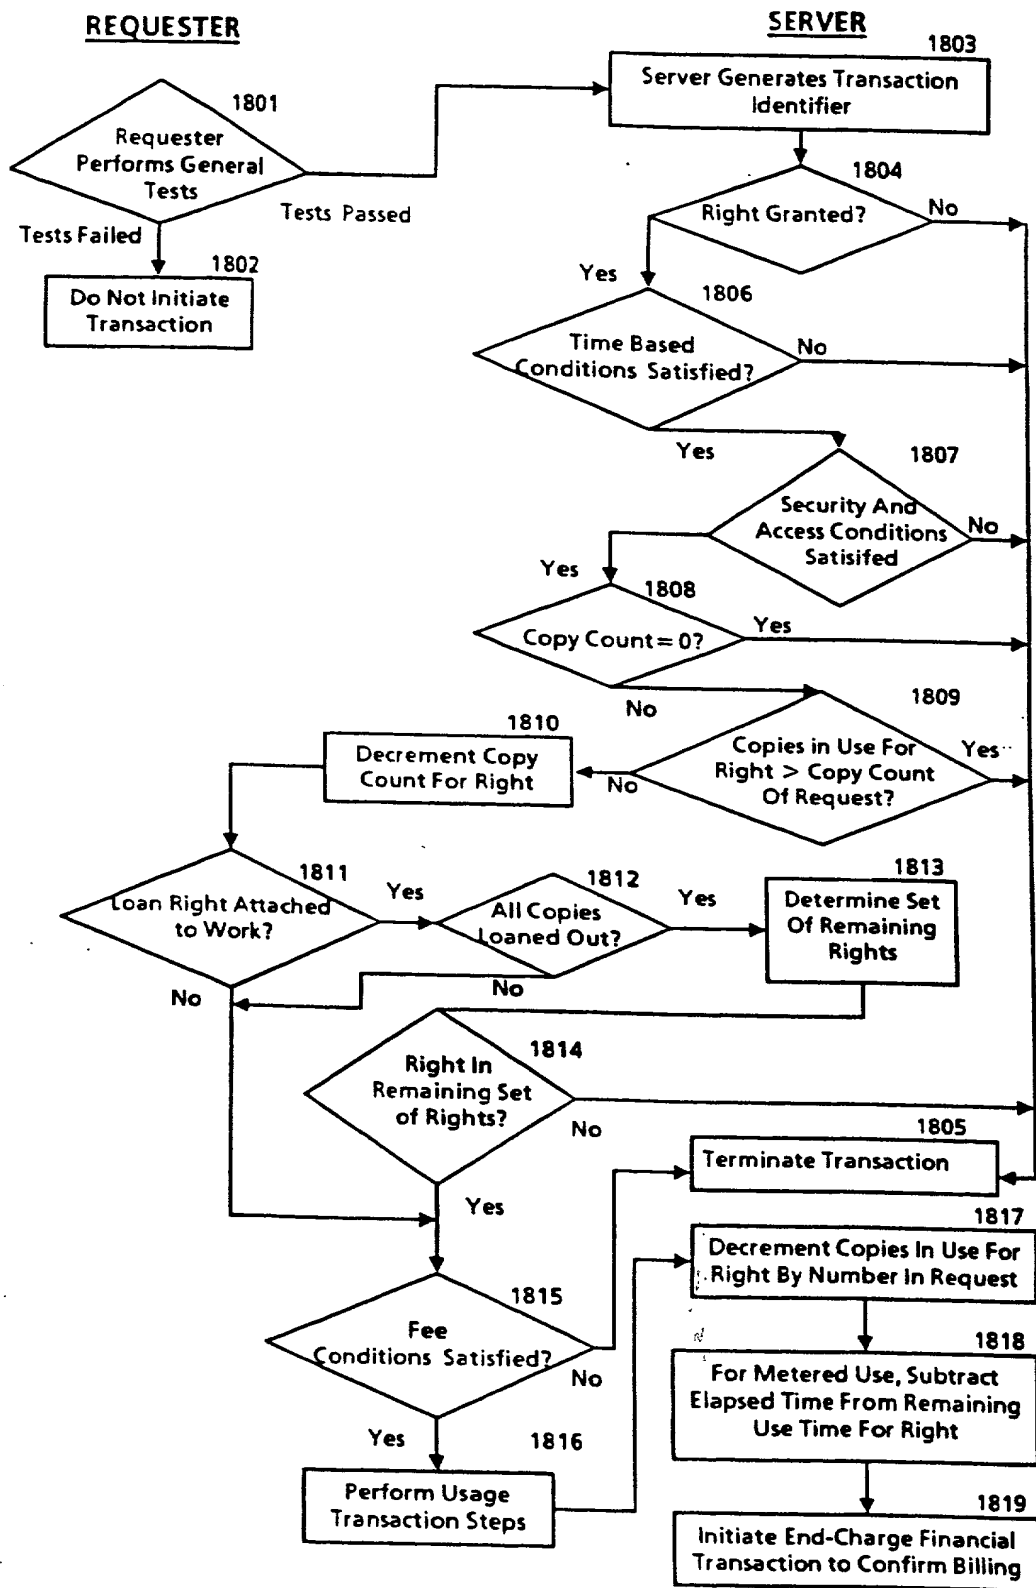 REQUESTER
SERVER
1803
Server Generates Transaction
Identifier
1801
Requester
Performs General
Tests
Tests Passed
Tests Failed
1802
Do Not Initiate
Transaction
1804
Right Granted?
No
Yes
1806
Time Based
Conditions Satisfied?
No
Yes
1807
Security And
Access Conditions
Satisifed
No
Yes
1808
Copy Count = 0?
Yes
No
1809
Copies in Use For
Right > Copy Count
Of Request?
Yes
No
1810
Decrement Copy
Count For Right
1811
Loan Right Attached
to Work?
Yes
No
1812
All Copies
Loaned Out?
Yes
No
1813
Determine Set
Of Remaining
Rights
1814
Right In
Remaining Set
of Rights?
No
Yes
1805
Terminate Transaction
1815
Fee
Conditions Satisfied?
No
Yes
1816
Perform Usage
Transaction Steps
1817
Decrement Copies In Use For
Right By Number In Request
1818
For Metered Use, Subtract
Elapsed Time From Remaining
Use Time For Right
1819
Initiate End-Charge Financial
Transaction to Confirm Billing